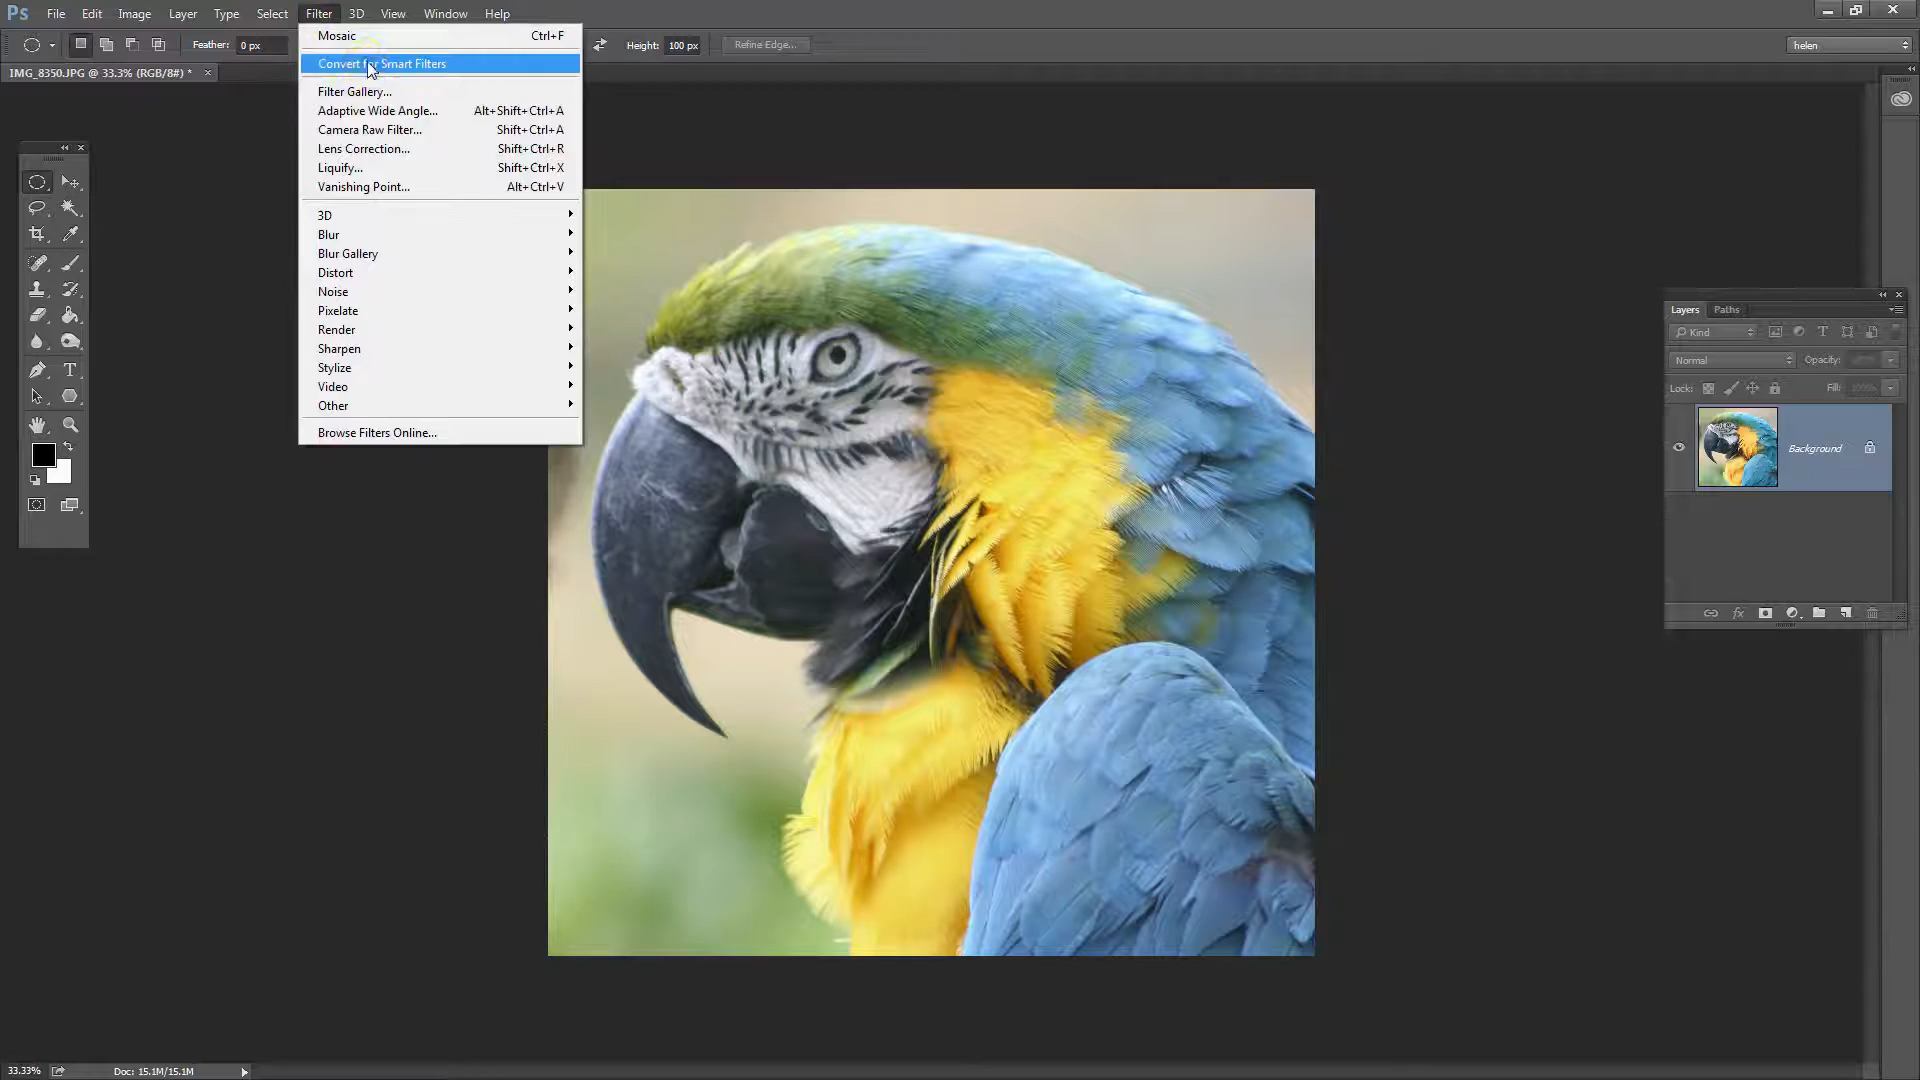 Ps File Edit Image Layer Type Select Filter 3D View Window Help
Feather: 0 px Height: 100 px Refine Edge... helen
IMG_8350.JPG @ 33.3% (RGB/8#) * ×
Mosaic Ctrl+F
Convert for Smart Filters
Filter Gallery...
Adaptive Wide Angle... Alt+Shift+Ctrl+A
Camera Raw Filter... Shift+Ctrl+A
Lens Correction... Shift+Ctrl+R
Liquify... Shift+Ctrl+X
Vanishing Point... Alt+Ctrl+V
3D
Blur
Blur Gallery
Distort
Noise
Pixelate
Render
Sharpen
Stylize
Video
Other
Browse Filters Online...
Layers Paths
Kind
Normal Opacity:
Lock: Fill: 100%
Background
33.33% Doc: 15.1M/15.1M